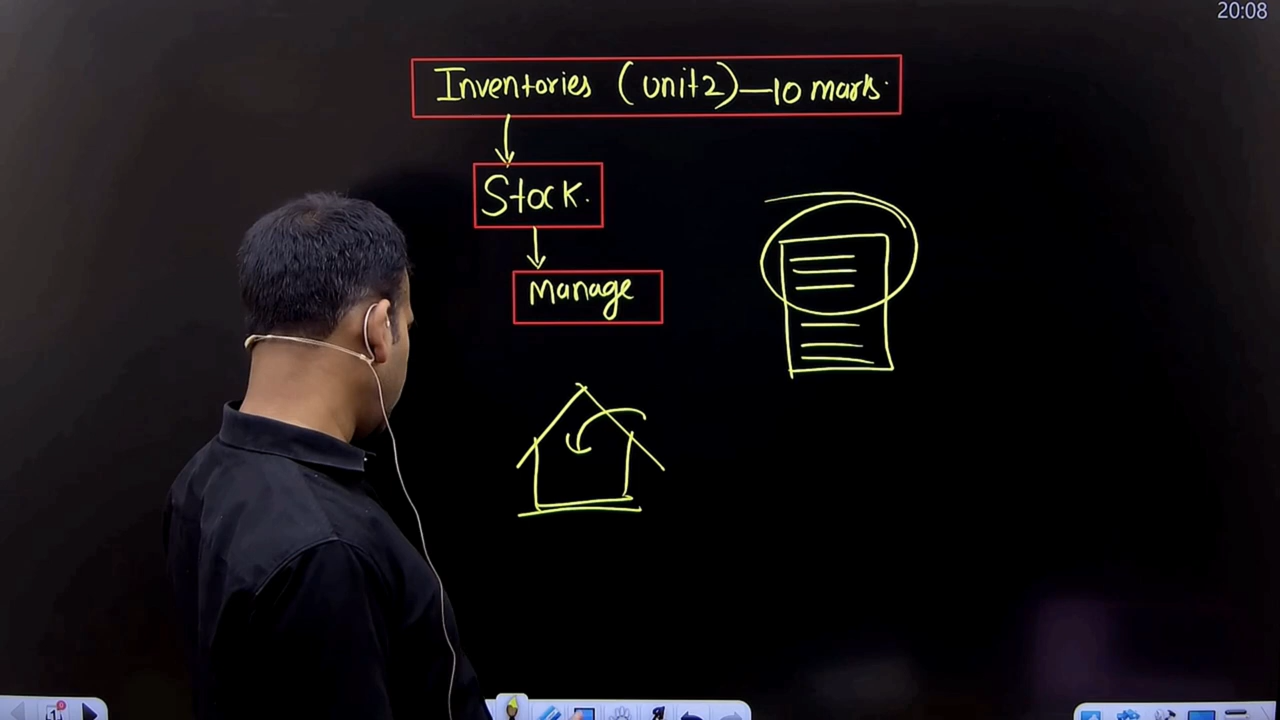 20:08
Inventories (unit2)—10 marks.
Stock.
Manage